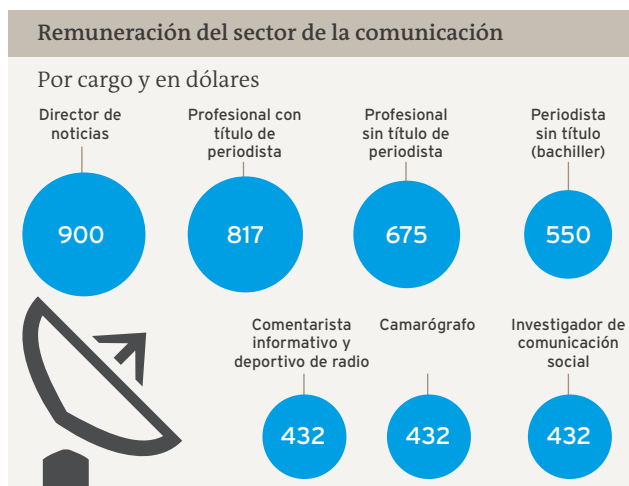 Remuneración del sector de la comunicación
Por cargo y en dólares
Director de
noticias
900
Profesional con
título de
periodista
817
Profesional
sin título de
periodista
675
Periodista
sin título
(bachiller)
550
Comentarista
informativo y
deportivo de radio
432
Camarógrafo
432
Investigador de
comunicación
social
432